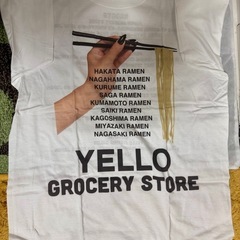 HAKATA RAMEN
NAGAHAMA RAMEN
KURUME RAMEN
SAGA RAMEN
KUMAMOTO RAMEN
SAIKI RAMEN
KAGOSHIMA RAMEN
MIYAZAKI RAMEN
NAGASAKI RAMEN
YELLO
GROCERY STORE